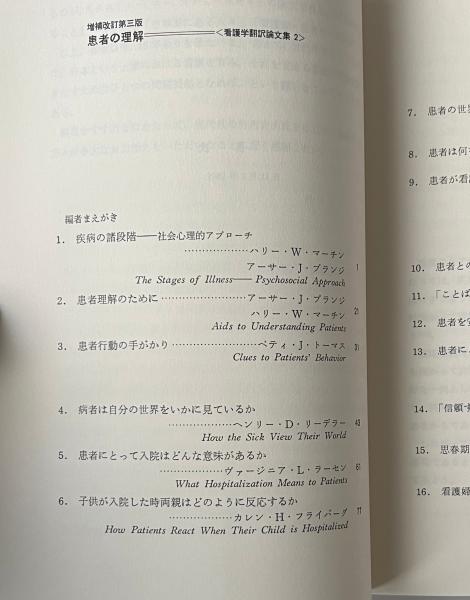 増補改訂第三版
患者の理解――――――<看護学翻訳論文集 2>
編者まえがき
1. 疾病の諸段階――社会心理的アプローチ
………………ハリー・W・マーチン
アーサー・J・プランジ 1
The Stages of Illness—— Psychosocial Approach
2. 患者理解のために……………………アーサー・J・プランジ
ハリー・W・マーチン 21
Aids to Understanding Patients
3. 患者行動の手がかり……………………ベティ・J・トーマス 31
Clues to Patients' Behavior
4. 病者は自分の世界をいかに見ているか
………………ヘンリー・D・リーデラー 43
How the Sick View Their World
5. 患者にとって入院はどんな意味があるか
………………ヴァージニア・L・ラーセン 61
What Hospitalization Means to Patients
6. 子供が入院した時両親はどのように反応するか
………………カレン・H・フライバーグ 77
How Patients React When Their Child is Hospitalized
7. 患者の世界
8. 患者は何
9. 患者が看
10. 患者との
11. 「ことば
12. 患者を
13. 患者に
14. 「信頼
15. 思春期
16. 看護婦